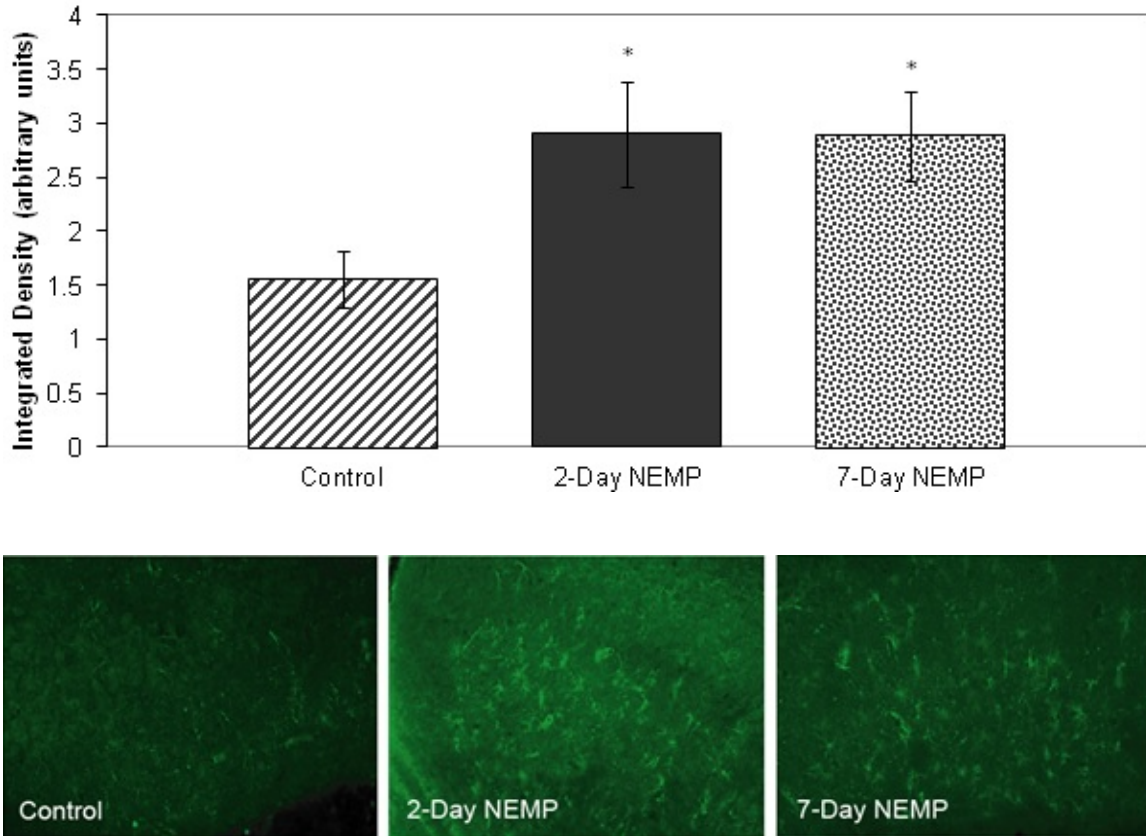 Integrated Density (arbitrary units)
4
3.5
3
2.5
2
1.5
1
0.5
0
*
*
Control
2-Day NEMP
7-Day NEMP
Control
2-Day NEMP
7-Day NEMP